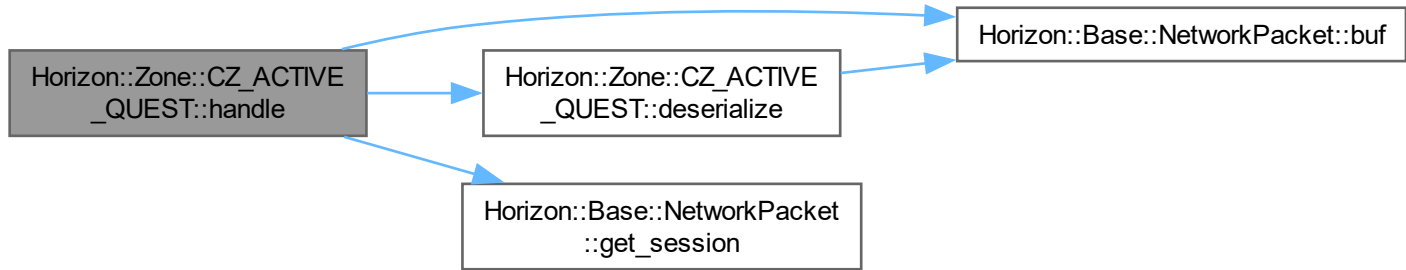 Horizon::Zone::CZ_ACTIVE
_QUEST::handle
Horizon::Zone::CZ_ACTIVE
_QUEST::deserialize
Horizon::Base::NetworkPacket::buf
Horizon::Base::NetworkPacket
::get_session